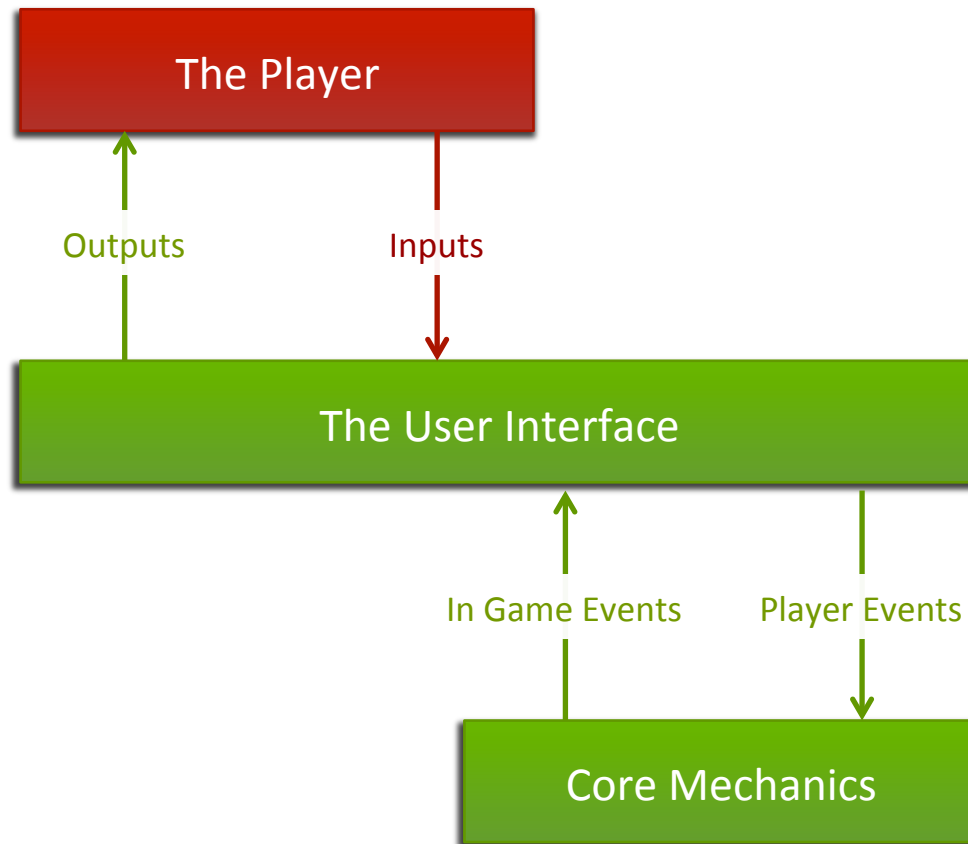 The Player
Outputs
Inputs
The User Interface
In Game Events
Player Events
Core Mechanics